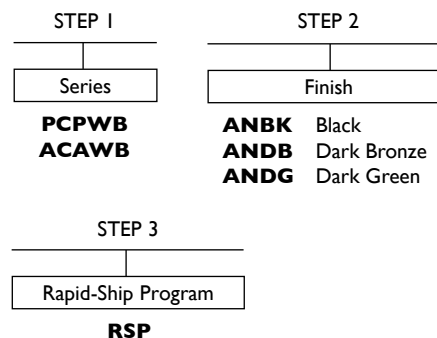 STEP 1
Series
PCPWB
ACAWB
STEP 2
Finish
ANBK Black
ANDB Dark Bronze
ANDG Dark Green
STEP 3
Rapid-Ship Program
RSP